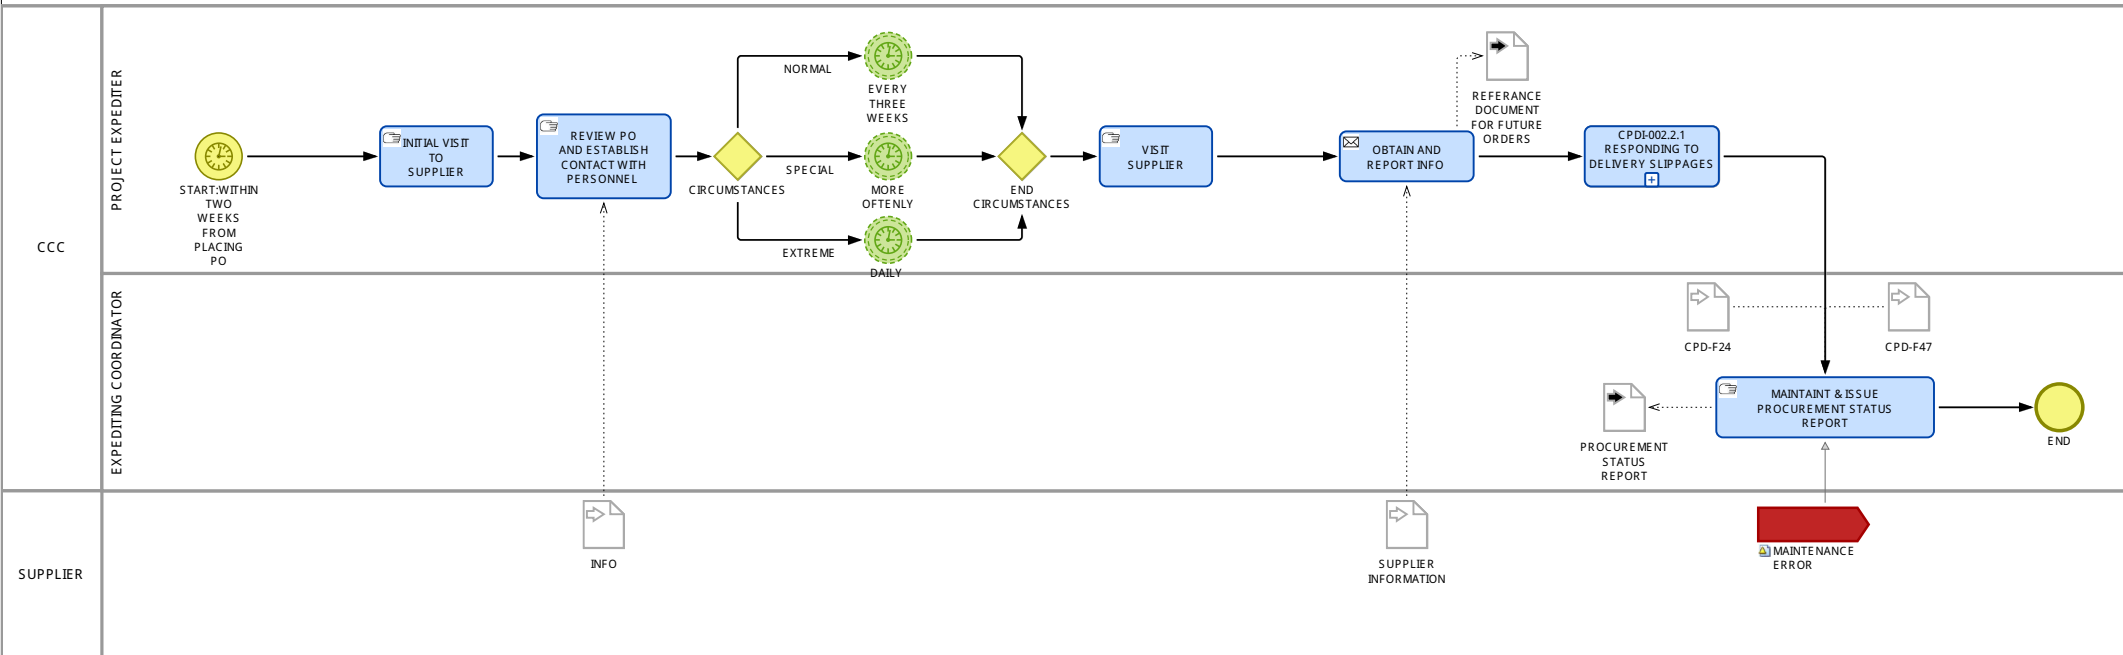 CCC
PROJECT EXPEDITER
START:WITHIN
TWO
WEEKS
FROM
PLACING
PO
INITIAL VISIT
TO
SUPPLIER
REVIEW PO
AND ESTABLISH
CONTACT WITH
PERSONNEL
CIRCUMSTANCES
NORMAL
EVERY
THREE
WEEKS
SPECIAL
MORE
OFTENLY
EXTREME
DAILY
END
CIRCUMSTANCES
VISIT
SUPPLIER
OBTAIN AND
REPORT INFO
REFERANCE
DOCUMENT
FOR FUTURE
ORDERS
CPDI-002.2.1
RESPONDING TO
DELIVERY SLIPPAGES
EXPEDITING COORDINATOR
CPD-F24
CPD-F47
MAINTAINT & ISSUE
PROCUREMENT STATUS
REPORT
PROCUREMENT
STATUS
REPORT
END
SUPPLIER
INFO
SUPPLIER
INFORMATION
MAINTENANCE
ERROR